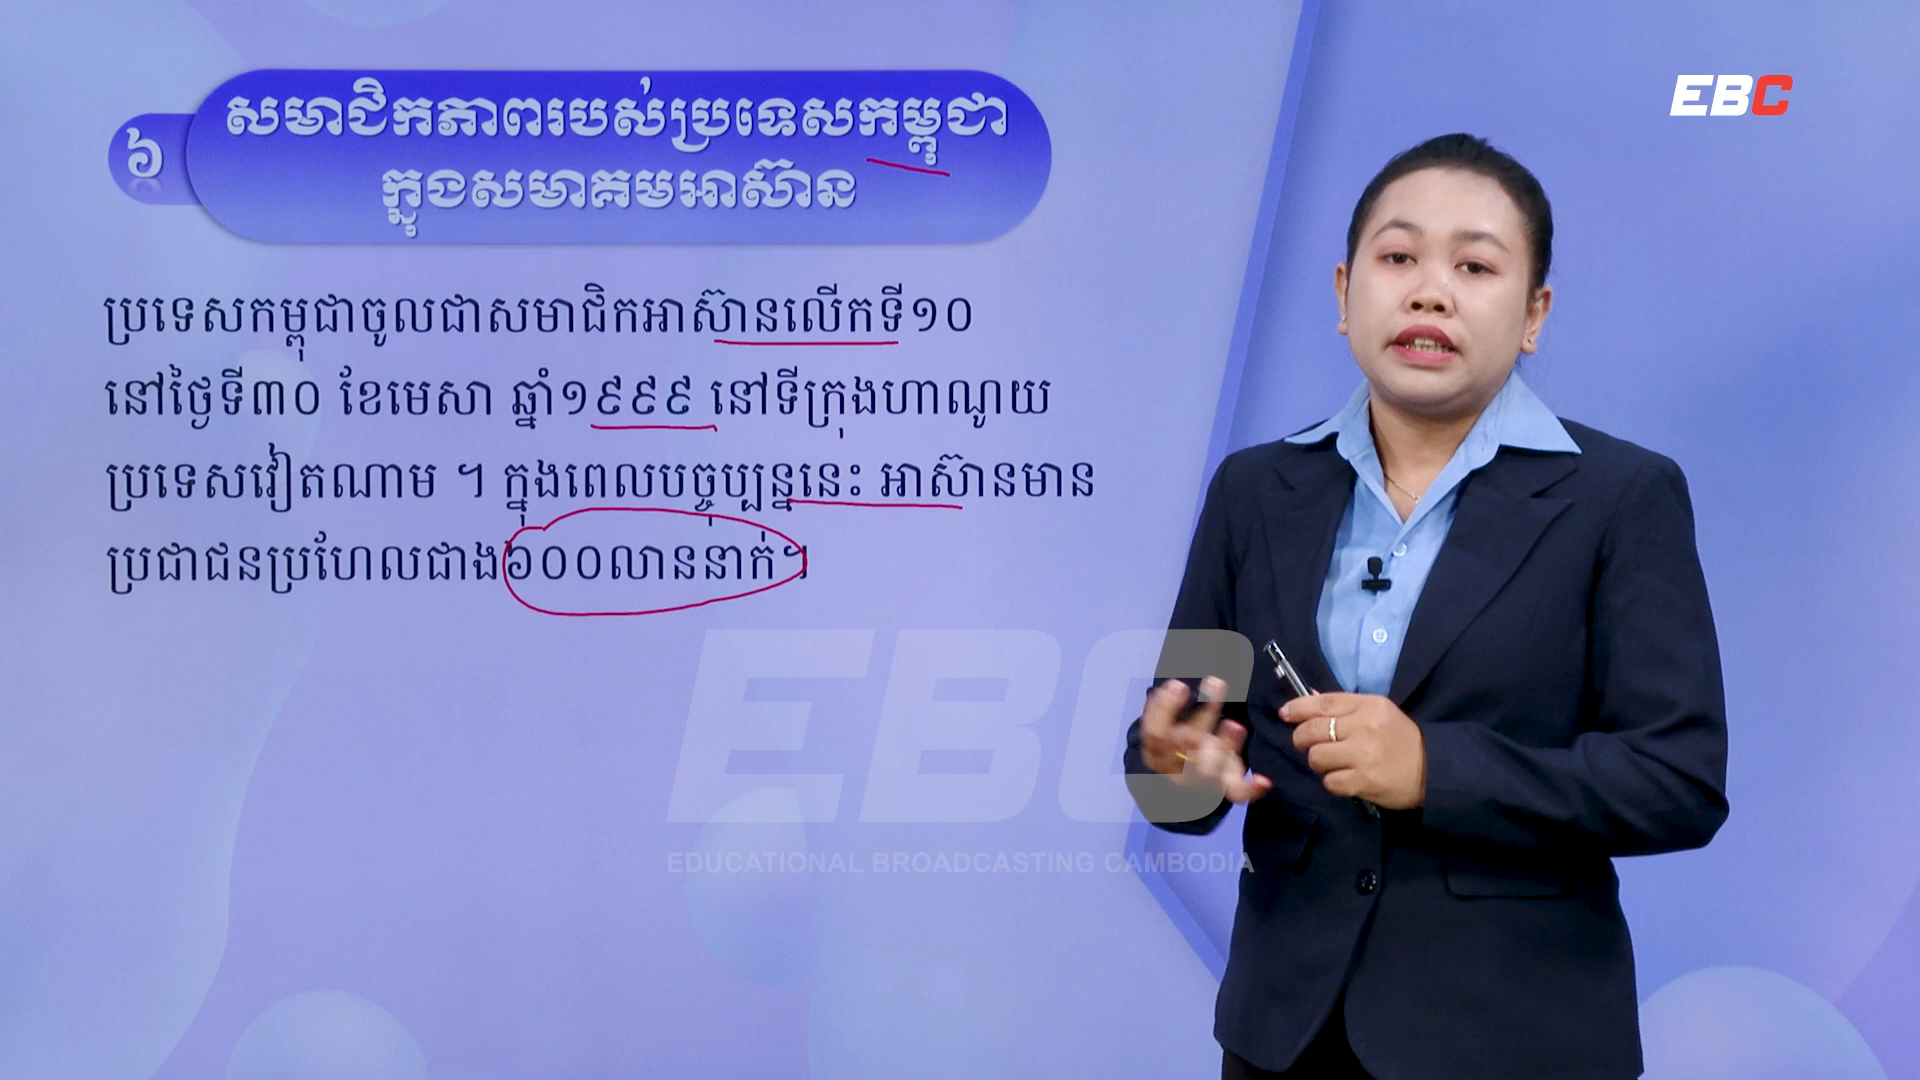 EBC
៦
សមាជិកភាពរបស់ប្រទេសកម្ពុជា
ក្នុងសមាគមអាស៊ាន
ប្រទេសកម្ពុជាចូលជាសមាជិកអាស៊ានលើកទី១០
នៅថ្ងៃទី៣០ ខែមេសា ឆ្នាំ១៩៩៩ នៅទីក្រុងហាណូយ
ប្រទេសវៀតណាម ។ ក្នុងពេលបច្ចុប្បន្ននេះ អាស៊ានមាន
ប្រជាជនប្រហែលជាង៦០០លាននាក់។
EBC
EDUCATIONAL BROADCASTING CAMBODIA